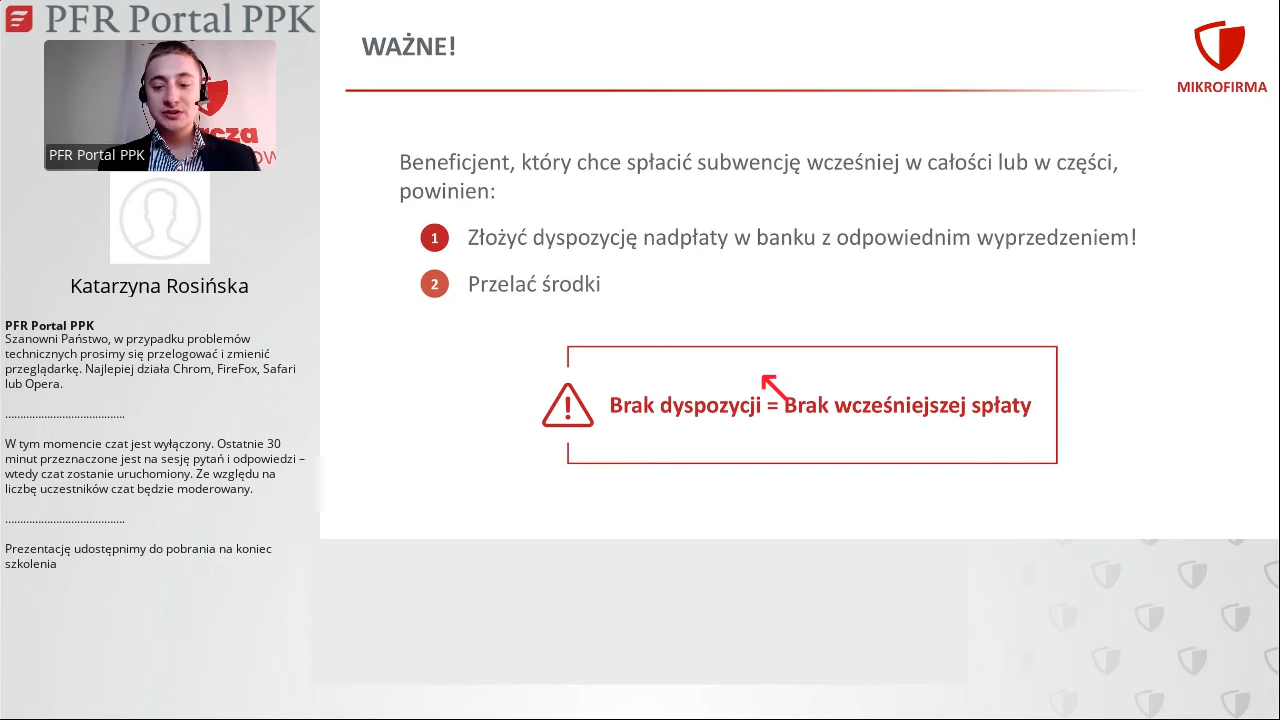 PFR Portal PPK
PFR Portal PPK
Katarzyna Rosińska
PFR Portal PPK
Szanowni Państwo, w przypadku problemów
technicznych prosimy się przelogować i zmienić
przeglądarkę. Najlepiej działa Chrom, FireFox, Safari
lub Opera.
........................................
W tym momencie czat jest wyłączony. Ostatnie 30
minut przeznaczone jest na sesję pytań i odpowiedzi –
wtedy czat zostanie uruchomiony. Ze względu na
liczbę uczestników czat będzie moderowany.
........................................
Prezentację udostępnimy do pobrania na koniec
szkolenia
WAŻNE!
MIKROFIRMA
Beneficjent, który chce spłacić subwencję wcześniej w całości lub w części,
powinien:
1 Złożyć dyspozycję nadpłaty w banku z odpowiednim wyprzedzeniem!
2 Przelać środki
Brak dyspozycji = Brak wcześniejszej spłaty